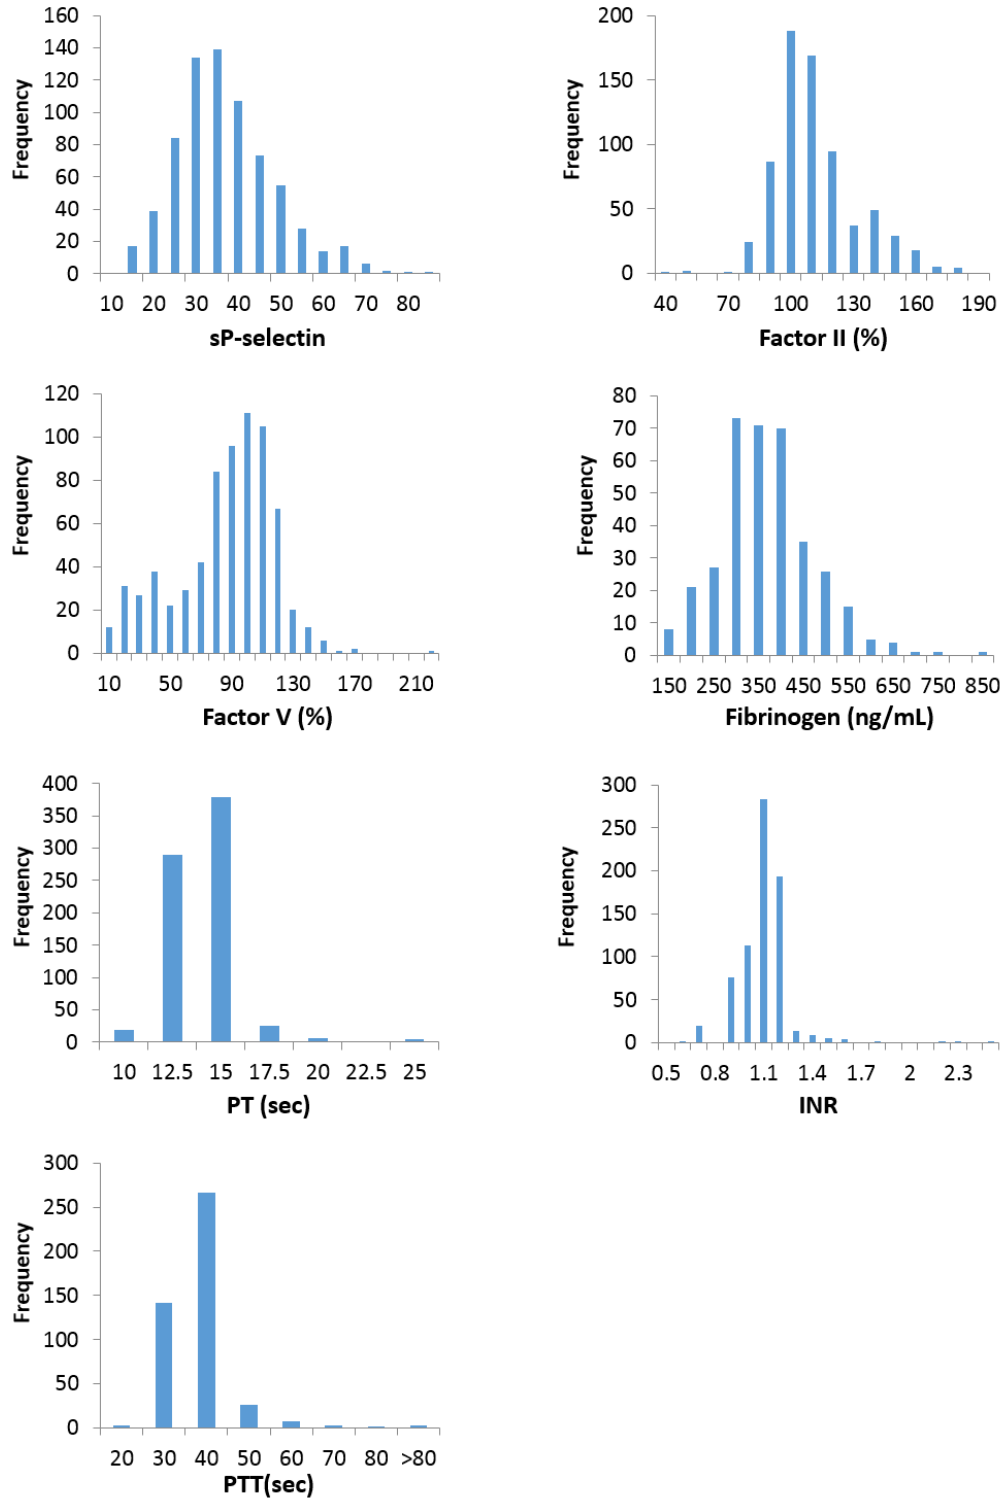 160
140
120
100
80
60
40
20
0
Frequency
10 20 30 40 50 60 70 80
sP-selectin
200
150
100
50
0
Frequency
40 70 100 130 160 190
Factor II (%)
120
100
80
60
40
20
0
Frequency
10 50 90 130 170 210
Factor V (%)
80
70
60
50
40
30
20
10
0
Frequency
150 250 350 450 550 650 750 850
Fibrinogen (ng/mL)
400
350
300
250
200
150
100
50
0
Frequency
10 12.5 15 17.5 20 22.5 25
PT (sec)
300
250
200
150
100
50
0
Frequency
0.5 0.8 1.1 1.4 1.7 2 2.3
INR
300
250
200
150
100
50
0
Frequency
20 30 40 50 60 70 80 >80
PTT(sec)